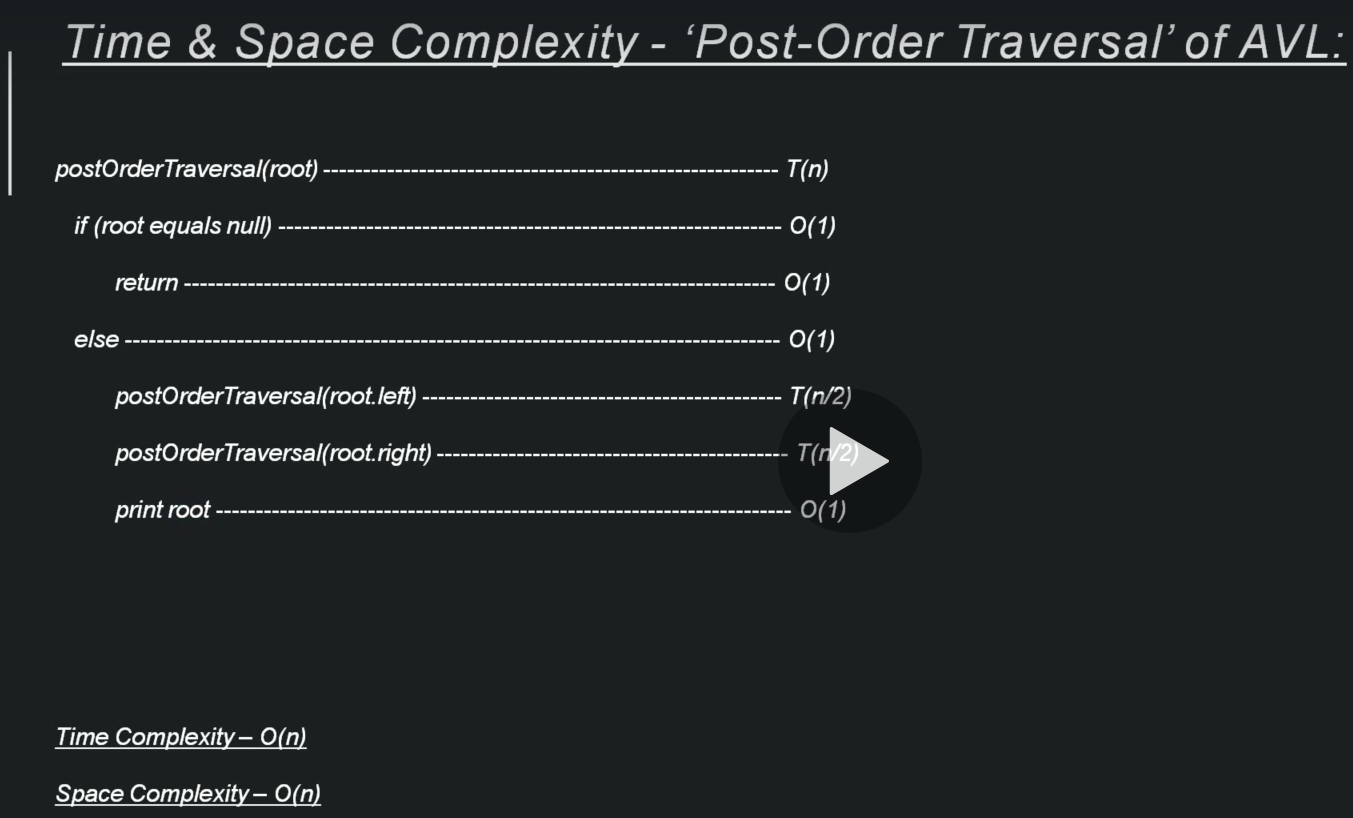 Time & Space Complexity - ‘Post-Order Traversal’ of AVL:
postOrderTraversal(root) --------------------------------------------------------- T(n)
if (root equals null) --------------------------------------------------------------- O(1)
return -------------------------------------------------------------------------- O(1)
else ---------------------------------------------------------------------------------- O(1)
postOrderTraversal(root.left) --------------------------------------------- T(n/2)
postOrderTraversal(root.right) -------------------------------------------- T(n/2)
print root ------------------------------------------------------------------------ O(1)
Time Complexity – O(n)
Space Complexity – O(n)